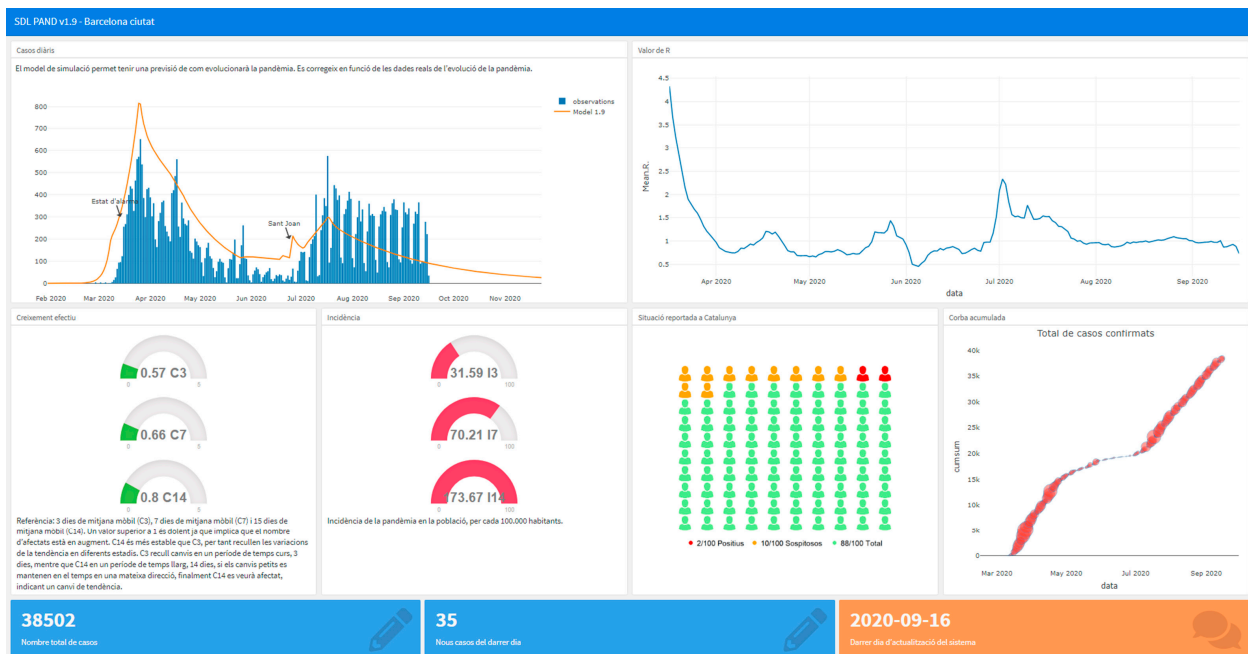 SDL PAND v1.9 - Barcelona ciutat
Casos diàris
El model de simulació permet tenir una previsió de com evolucionarà la pandèmia. Es corregeix en funció de les dades reals de l'evolució de la pandèmia.
800
700
600
500
400
300
200
100
0
Estat d'alarma
Sant Joan
observations
Model 1.9
Feb 2020 Mar 2020 Apr 2020 May 2020 Jun 2020 Jul 2020 Aug 2020 Sep 2020 Oct 2020 Nov 2020
Valor de R
4.5
4
3.5
3
2.5
2
1.5
1
0.5
Mean.R.
Apr 2020 May 2020 Jun 2020 Jul 2020 Aug 2020 Sep 2020
data
Creixement efectiu
0.57 C3
0
0.66 C7
0
0.8 C14
0
Referència: 3 dies de mitjana mòbil (C3), 7 dies de mitjana mòbil (C7) i 15 dies de
mitjana mòbil (C14). Un valor superior a 1 és dolent ja que implica que el nombre
d'afectats està en augment. C14 és més estable que C3, per tant recullen les variacions
de la tendència en diferents estadis. C3 recull canvis en un període de temps curs, 3
dies, mentre que C14 en un període de temps llarg, 14 dies, si els canvis petits es
mantenen en el temps en una mateixa direcció, finalment C14 es veurà afectat,
indicant un canvi de tendència.
Incidència
31.59 I3
0 100
70.21 I7
0 100
73.67 I14
0 100
Incidència de la pandèmia en la població, per cada 100.000 habitants.
Situació reportada a Catalunya
2/100 Positius 10/100 Sospitosos 88/100 Total
Corba acumulada
Total de casos confirmats
40k
35k
30k
25k
20k
15k
10k
5k
0
cumsum
Mar 2020 May 2020 Jul 2020 Sep 2020
data
38502
Nombre total de casos
35
Nous casos del darrer dia
2020-09-16
Darrer dia d'actualització del sistema